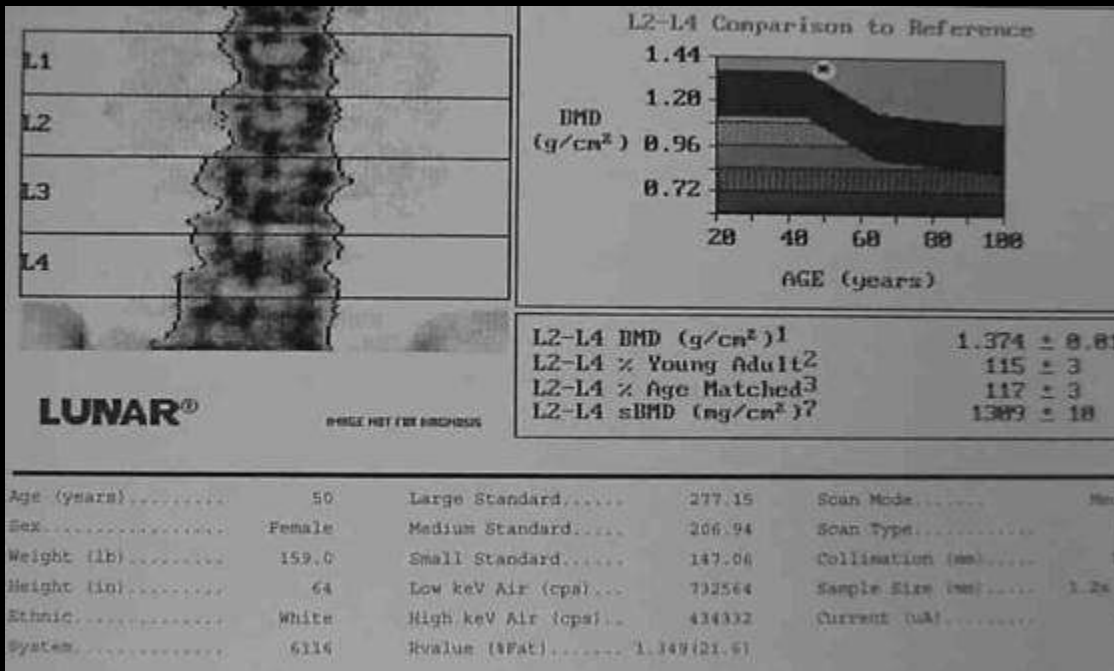 L1
L2
L3
L4
L2-L4 Comparison to Reference
1.44
1.20
BMD
(g/cm²) 0.96
0.72
20 40 60 80 100
AGE (years)
L2-L4 BMD (g/cm²)1 1.374 ± 0.01
L2-L4 % Young Adult2 115 ± 3
L2-L4 % Age Matched3 117 ± 3
L2-L4 sBMD (mg/cm²)7 1309 ± 10
LUNAR®
IMAGE NOT FOR DIAGNOSIS
Age (years)......... 50 Large Standard...... 277.15 Scan Mode.......
Sex................. Female Medium Standard..... 206.94 Scan Type...........
Weight (lb)......... 159.0 Small Standard...... 147.06 Collimation (mm).....
Height (in)......... 64 Low keV Air (cps)... 732564 Sample Size (mm)..... 1.2x
Ethnic.............. White High keV Air (cps).. 434332 Current (uA).........
System.............. 6116 Rvalue (%Fat)....... 1.349(21.6)